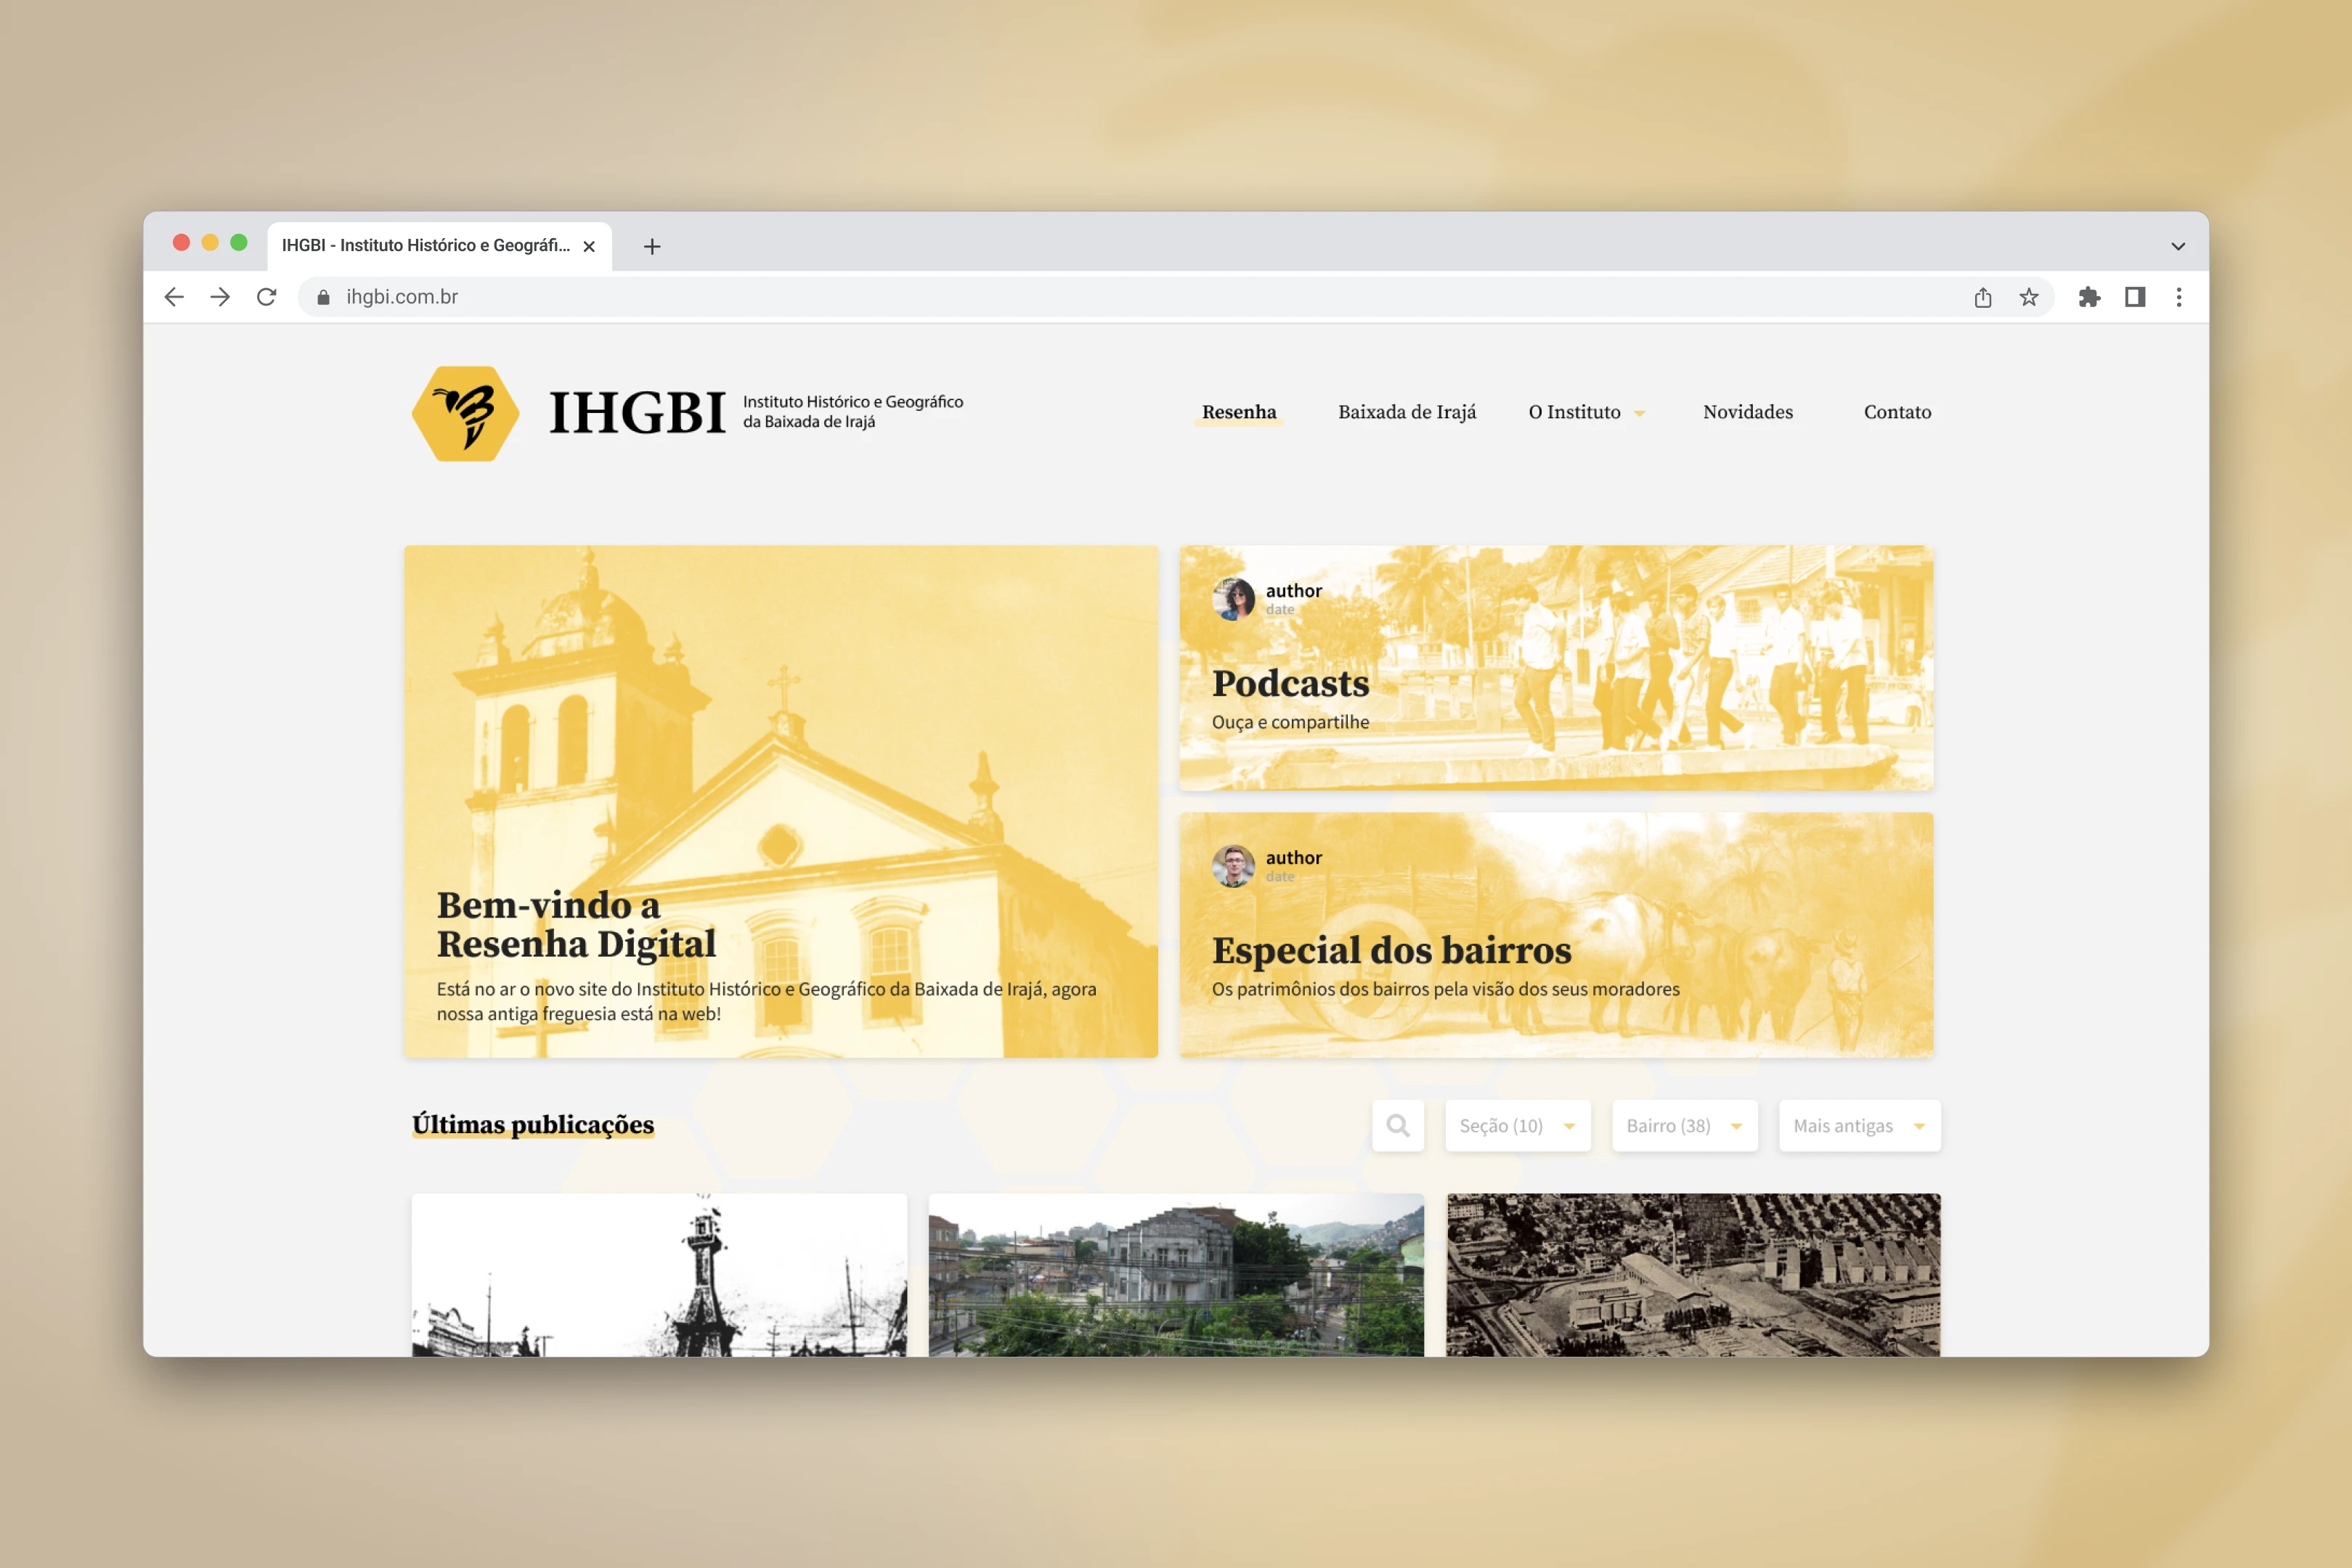 IHGBI - Instituto Histórico e Geográfi...
ihgbi.com.br
IHGBI
Instituto Histórico e Geográfico
da Baixada de Irajá
Resenha
Baixada de Irajá
O Instituto
Novidades
Contato
Bem-vindo a
Resenha Digital
Está no ar o novo site do Instituto Histórico e Geográfico da Baixada de Irajá, agora
nossa antiga freguesia está na web!
author
date
Podcasts
Ouça e compartilhe
author
date
Especial dos bairros
Os patrimônios dos bairros pela visão dos seus moradores
Últimas publicações
Seção (10)
Bairro (38)
Mais antigas